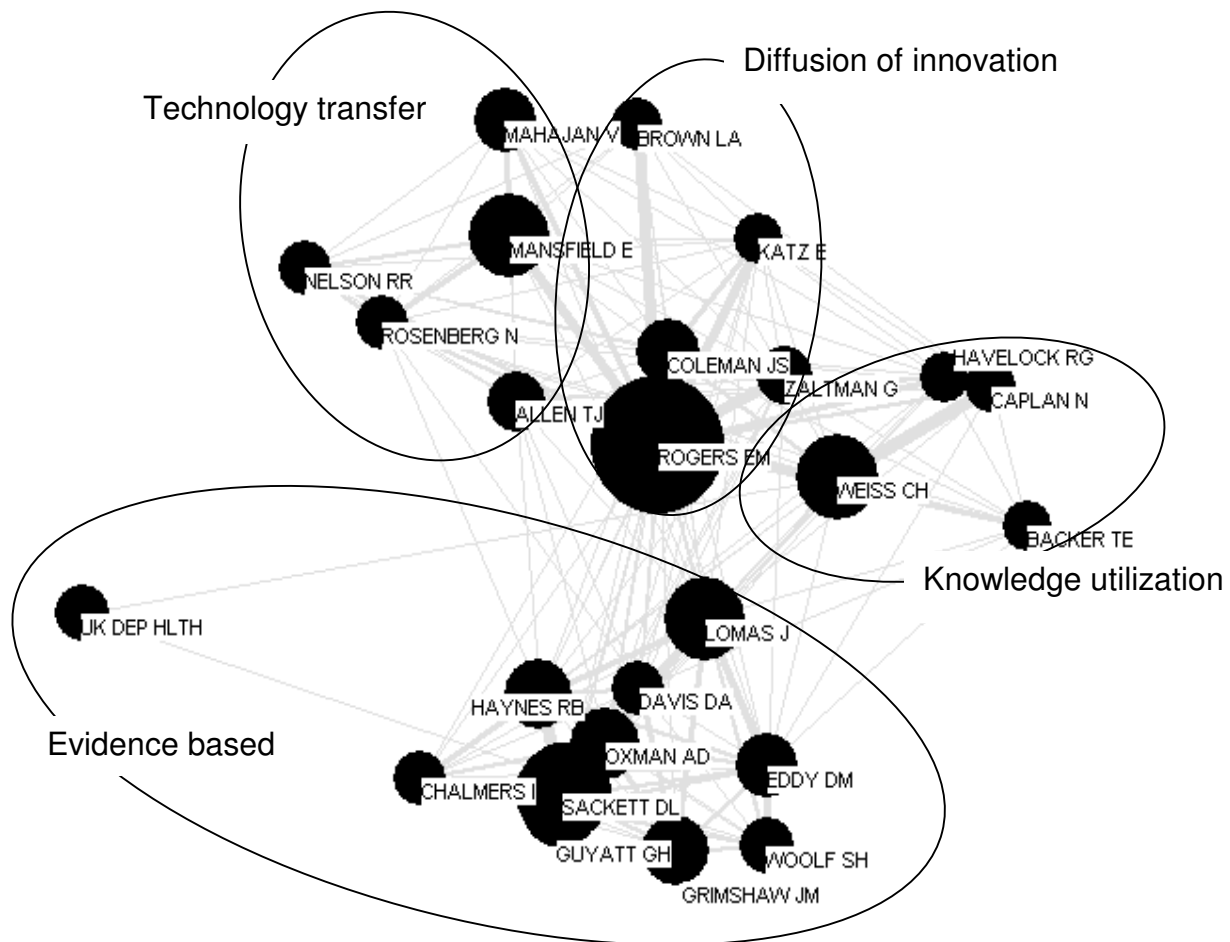 Diffusion of innovation
Technology transfer
MAHAJAN V
BROWN LA
MANSFIELD E
KATZ E
NELSON RR
ROSENBERG N
HAVELOCK RG
COLEMAN JS
ZALTMAN G
CAPLAN N
ALLEN TJ
ROGERS EM
WEISS CH
BACKER TE
Knowledge utilization
UK DEP HLTH
LOMAS J
HAYNES RB
DAVIS DA
Evidence based
OXMAN AD
EDDY DM
CHALMERS I
SACKETT DL
GUYATT GH
WOOLF SH
GRIMSHAW JM